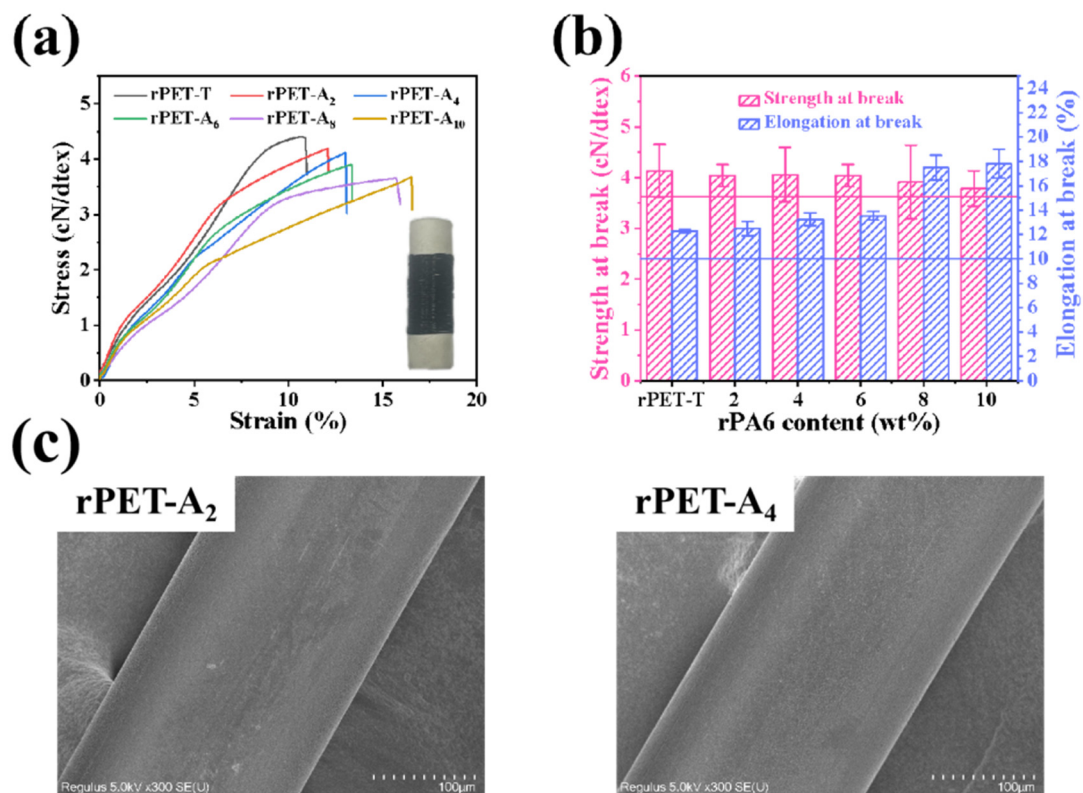 (a)
(b)
rPET-T rPET-A2 rPET-A4
rPET-A6 rPET-A8 rPET-A10
Stress (cN/dtex)
5
4
3
2
1
0
0 5 10 15 20
Strain (%)
Strength at break (cN/dtex)
6
5
4
3
2
1
0
Strength at break
Elongation at break
24
22
20
18
16
14
12
10
8
6
4
2
0
Elongation at break (%)
rPET-T 2 4 6 8 10
rPA6 content (wt%)
(c)
rPET-A2
Regulus 5.0kV x300 SE(U) 100μm
rPET-A4
Regulus 5.0kV x300 SE(U) 100μm